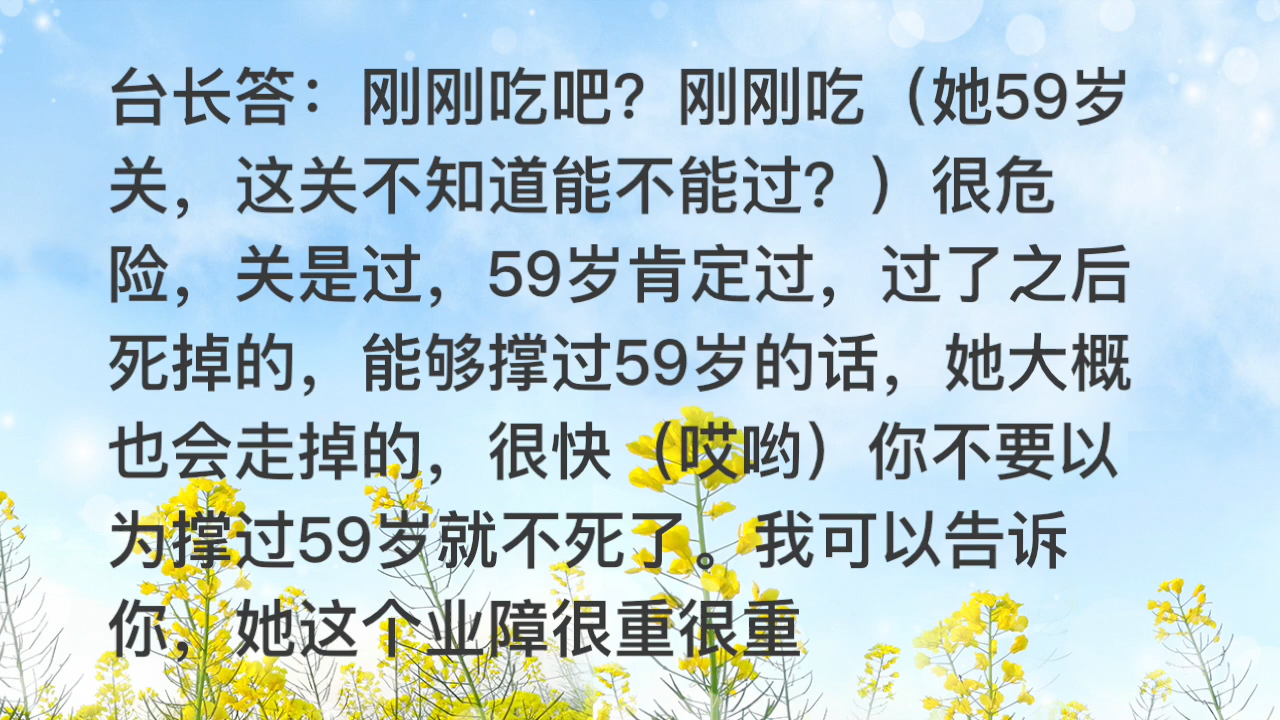 台长答：刚刚吃吧？刚刚吃（她59岁
关，这关不知道能不能过？）很危
险，关是过，59岁肯定过，过了之后
死掉的，能够撑过59岁的话，她大概
也会走掉的，很快（哎哟）你不要以
为撑过59岁就不死了。我可以告诉
你，她这个业障很重很重